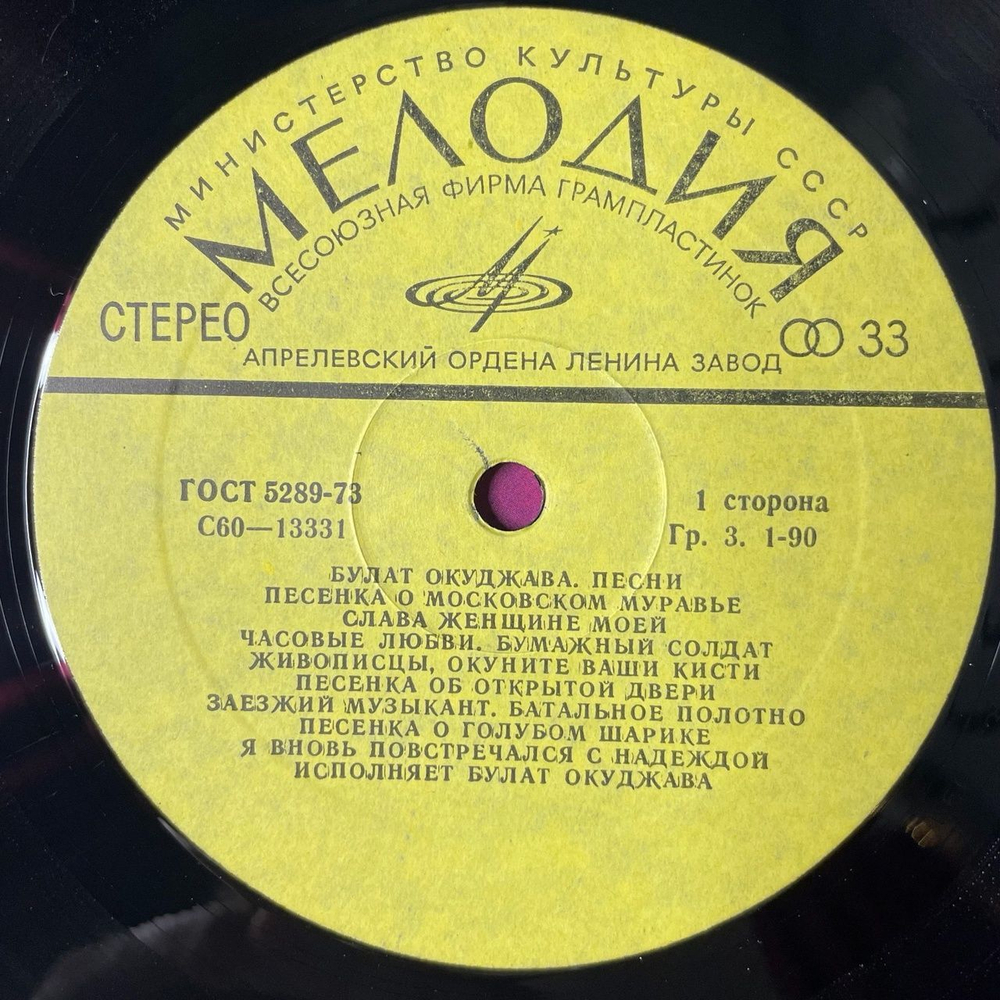 МИНИСТЕРСТВО КУЛЬТУРЫ СССР
МЕЛОДИЯ
ВСЕСОЮЗНАЯ ФИРМА ГРАМПЛАСТИНОК
СТЕРЕО
33
АПРЕЛЕВСКИЙ ОРДЕНА ЛЕНИНА ЗАВОД
ГОСТ 5289-73
С60—13331
1 сторона
Гр. 3. 1-90
БУЛАТ ОКУДЖАВА. ПЕСНИ
ПЕСЕНКА О МОСКОВСКОМ МУРАВЬЕ
СЛАВА ЖЕНЩИНЕ МОЕЙ
ЧАСОВЫЕ ЛЮБВИ. БУМАЖНЫЙ СОЛДАТ
ЖИВОПИСЦЫ, ОКУНИТЕ ВАШИ КИСТИ
ПЕСЕНКА ОБ ОТКРЫТОЙ ДВЕРИ
ЗАЕЗЖИЙ МУЗЫКАНТ. БАТАЛЬНОЕ ПОЛОТНО
ПЕСЕНКА О ГОЛУБОМ ШАРИКЕ
Я ВНОВЬ ПОВСТРЕЧАЛСЯ С НАДЕЖДОЙ
ИСПОЛНЯЕТ БУЛАТ ОКУДЖАВА